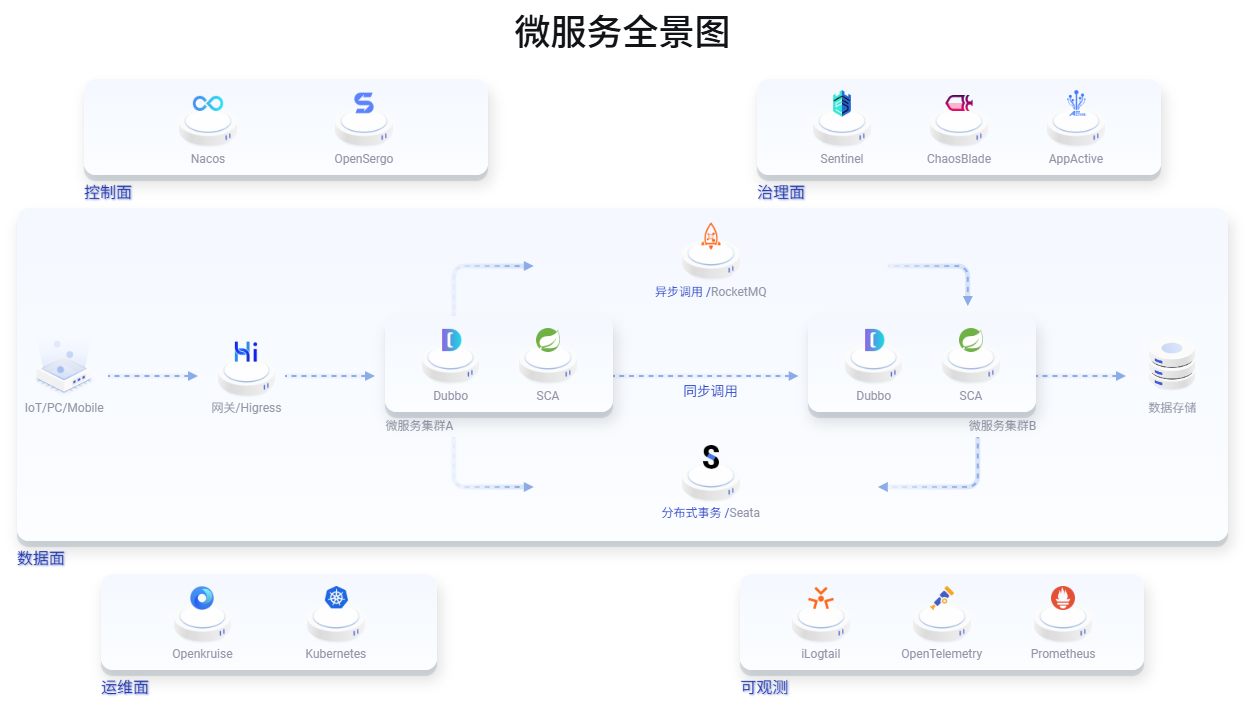 微服务全景图
Nacos
OpenSergo
控制面
Sentinel
ChaosBlade
AppActive
治理面
异步调用 /RocketMQ
IoT/PC/Mobile
Hi
网关/Higress
Dubbo
SCA
微服务集群A
同步调用
Dubbo
SCA
微服务集群B
数据存储
S
分布式事务 /Seata
数据面
Openkruise
Kubernetes
运维面
iLogtail
OpenTelemetry
Prometheus
可观测